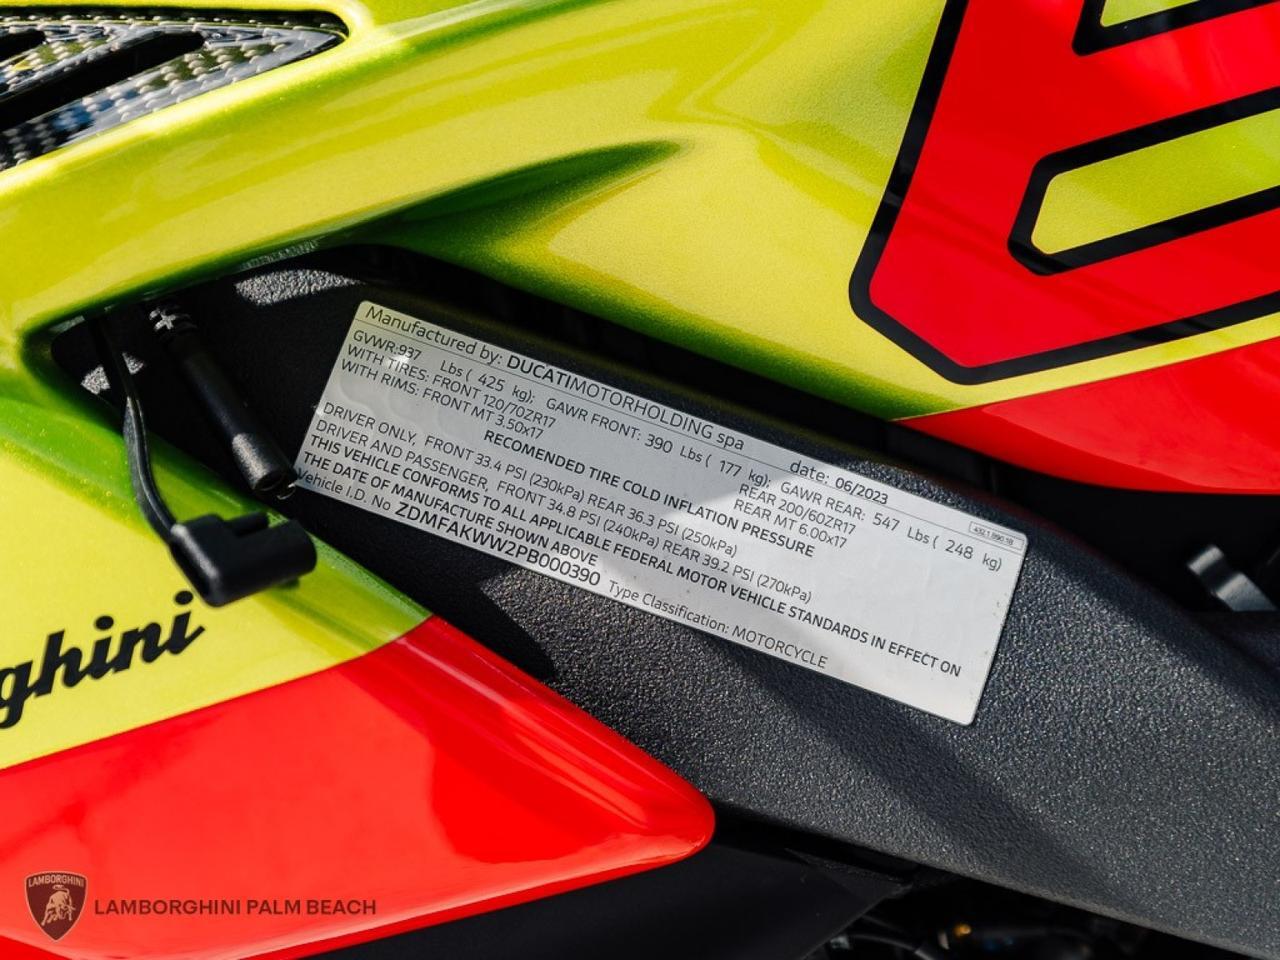 Manufactured by: DUCATIMOTORHOLDING spa date: 06/2023
GVWR:937 Lbs ( 425 kg); GAWR FRONT: 390 Lbs ( 177 kg); GAWR REAR: 547 Lbs ( 248 kg)
WITH TIRES: FRONT 120/70ZR17 REAR 200/60ZR17
WITH RIMS: FRONT MT 3.50x17 REAR MT 6.00x17
RECOMENDED TIRE COLD INFLATION PRESSURE
DRIVER ONLY, FRONT 33.4 PSI (230kPa) REAR 36.3 PSI (250kPa)
DRIVER AND PASSENGER, FRONT 34.8 PSI (240kPa) REAR 39.2 PSI (270kPa)
THIS VEHICLE CONFORMS TO ALL APPLICABLE FEDERAL MOTOR VEHICLE STANDARDS IN EFFECT ON
THE DATE OF MANUFACTURE SHOWN ABOVE
Vehicle I.D. No ZDMFAKWW2PB000390 Type Classification: MOTORCYCLE
ghini
LAMBORGHINI
LAMBORGHINI PALM BEACH